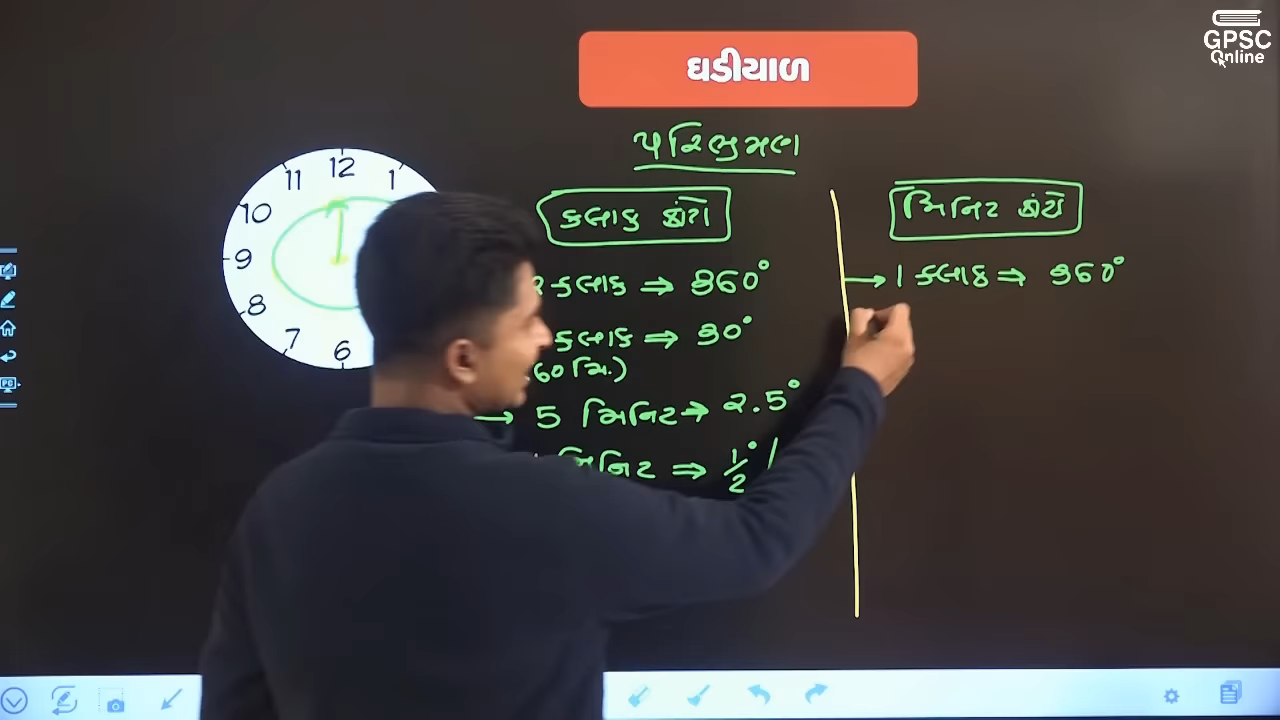 GPSC
Online
ઘડીયાળ
પરિભ્રમણ
12
11
1
10
9
8
7
6
કલાક કાંટો
કલાક ⇒ 360°
કલાક ⇒ 30°
60 મિ.)
→ 5 મિનિટ → 2.5°
મિનિટ ⇒ 1/2°
મિનિટ કાંટો
→ 1 કલાક ⇒ 360°